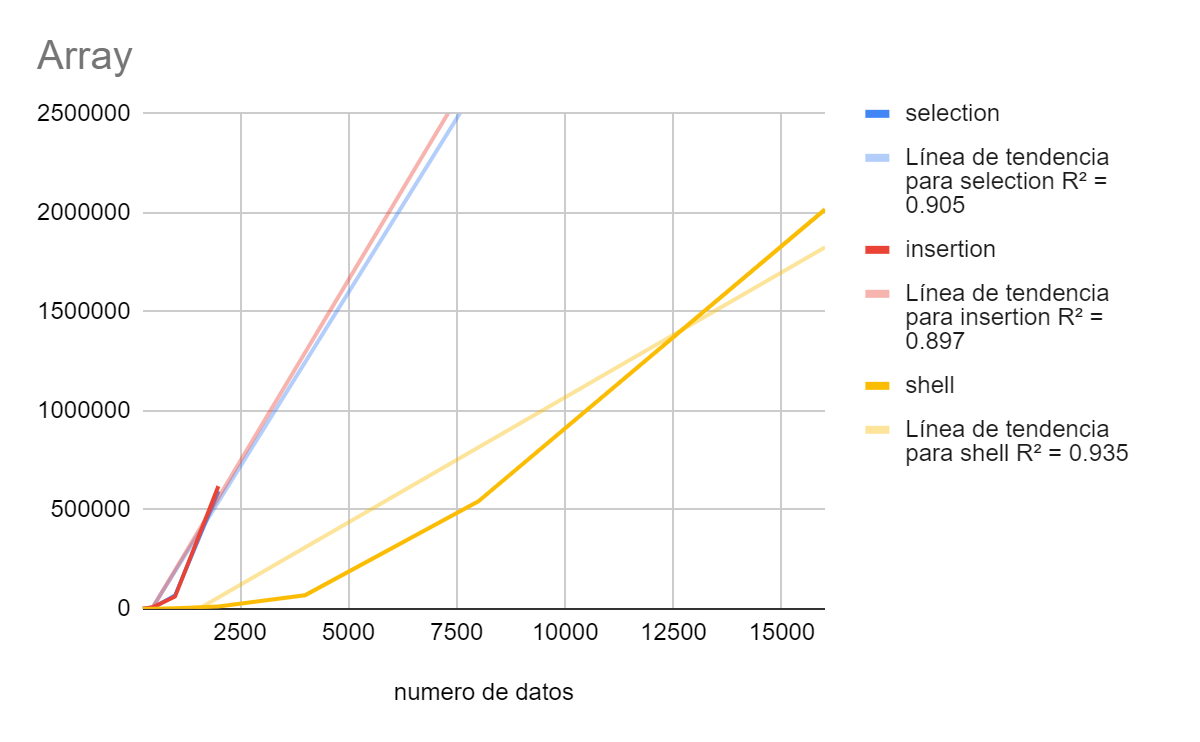 Array
2500000
2000000
1500000
1000000
500000
0
2500 5000 7500 10000 12500 15000
numero de datos
selection
Línea de tendencia
para selection R² =
0.905
insertion
Línea de tendencia
para insertion R² =
0.897
shell
Línea de tendencia
para shell R² = 0.935